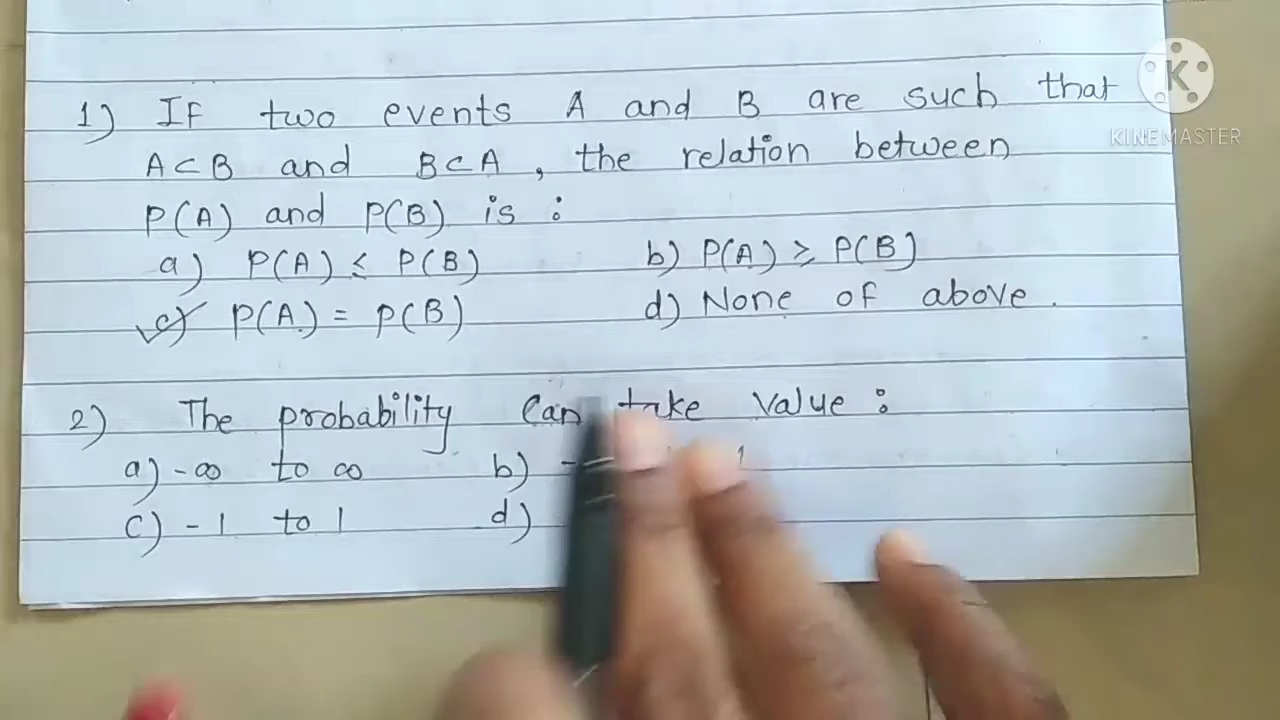 1) If two events A and B are such that
A⊂B and B⊂A, the relation between
P(A) and P(B) is :
a) P(A) ≤ P(B) b) P(A) ≥ P(B)
c) P(A) = P(B) d) None of above.
2) The probability Can take value :
a) -∞ to ∞ b) - 1
c) -1 to 1 d)
K
KINEMASTER